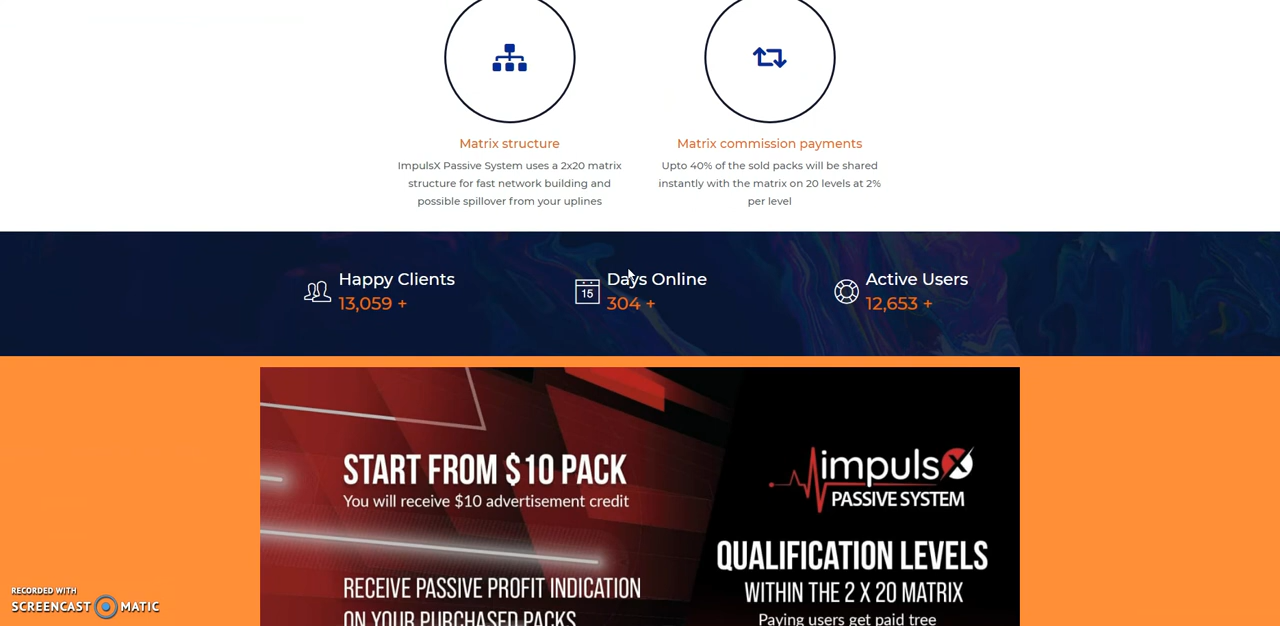 Matrix structure
ImpulsX Passive System uses a 2x20 matrix
structure for fast network building and
possible spillover from your uplines
Matrix commission payments
Upto 40% of the sold packs will be shared
instantly with the matrix on 20 levels at 2%
per level
Happy Clients
13,059 +
15
Days Online
304 +
Active Users
12,653 +
START FROM $10 PACK
You will receive $10 advertisement credit
RECEIVE PASSIVE PROFIT INDICATION
ON YOUR PURCHASED PACKS
impulsX
PASSIVE SYSTEM
QUALIFICATION LEVELS
WITHIN THE 2 X 20 MATRIX
Paying users get paid tree
RECORDED WITH
SCREENCAST MATIC